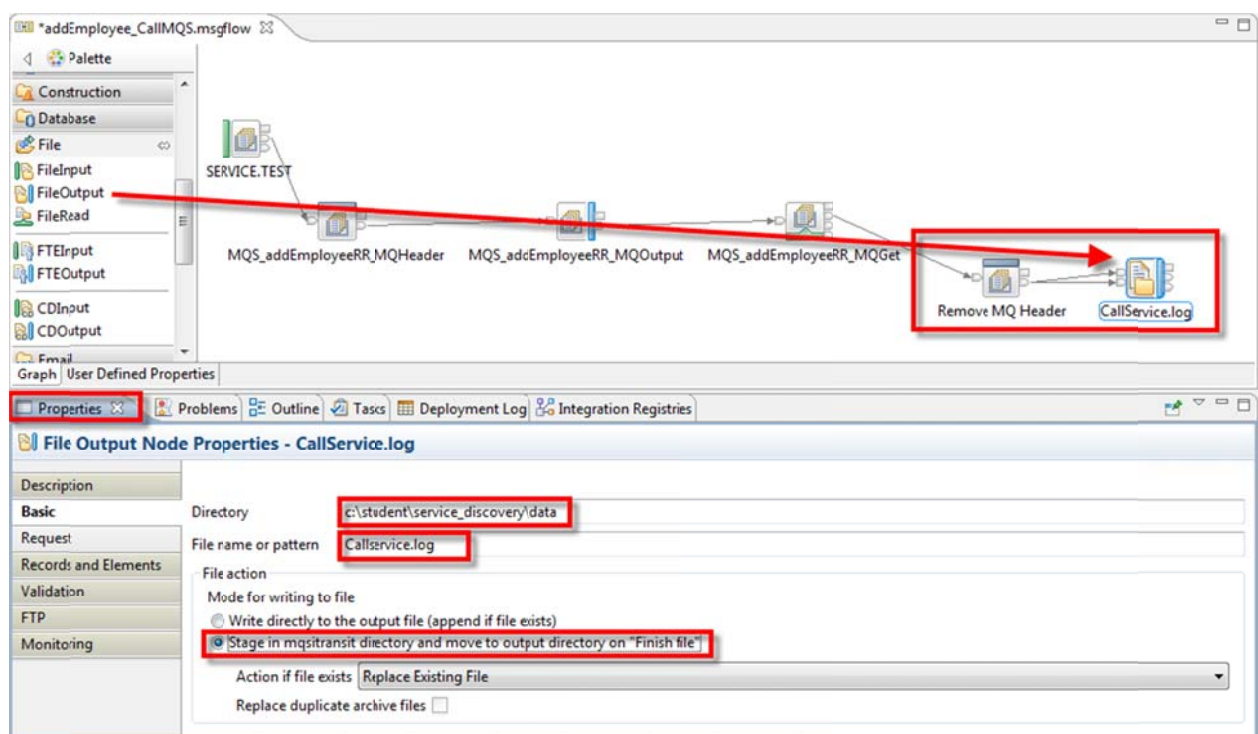 *addEmployee_CallMQS.msgflow
Palette
Construction
Database
File
FileInput
FileOutput
FileRead
FTEInput
FTEOutput
CDInput
CDOutput
Email
SERVICE.TEST
MQS_addEmployeeRR_MQHeader
MQS_addEmployeeRR_MQOutput
MQS_addEmployeeRR_MQGet
Remove MQ Header
CallService.log
Graph User Defined Properties
Properties Problems Outline Tasks Deployment Log Integration Registries
File Output Node Properties - CallService.log
Description
Basic
Request
Records and Elements
Validation
FTP
Monitoring
Directory c:\student\service_discovery\data
File name or pattern Callservice.log
File action
Mode for writing to file
Write directly to the output file (append if file exists)
Stage in mqsitransit directory and move to output directory on "Finish file"
Action if file exists Replace Existing File
Replace duplicate archive files